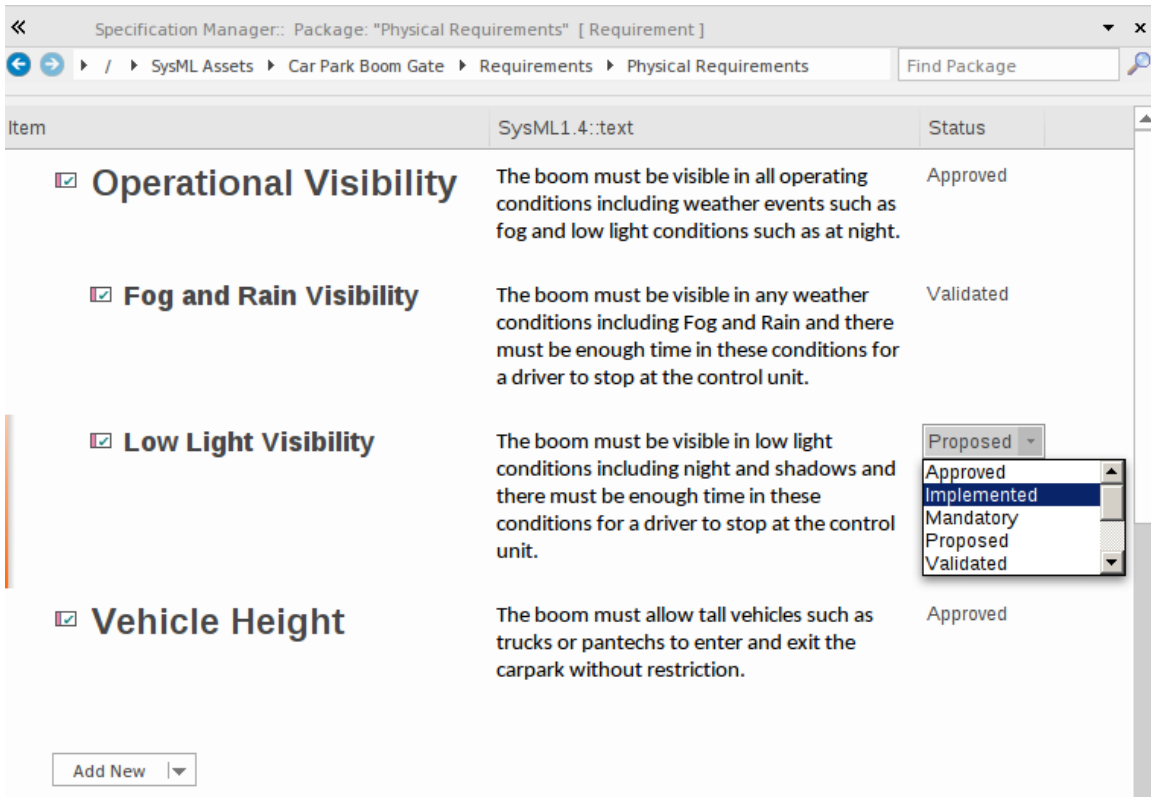 Specification Manager:: Package: "Physical Requirements" [ Requirement ]
/ SysML Assets Car Park Boom Gate Requirements Physical Requirements Find Package
Item SysML1.4::text Status
Operational Visibility
The boom must be visible in all operating
conditions including weather events such as
fog and low light conditions such as at night.
Approved
Fog and Rain Visibility
The boom must be visible in any weather
conditions including Fog and Rain and there
must be enough time in these conditions for
a driver to stop at the control unit.
Validated
Low Light Visibility
The boom must be visible in low light
conditions including night and shadows and
there must be enough time in these
conditions for a driver to stop at the control
unit.
Proposed
Approved
Implemented
Mandatory
Proposed
Validated
Vehicle Height
The boom must allow tall vehicles such as
trucks or pantechs to enter and exit the
carpark without restriction.
Approved
Add New